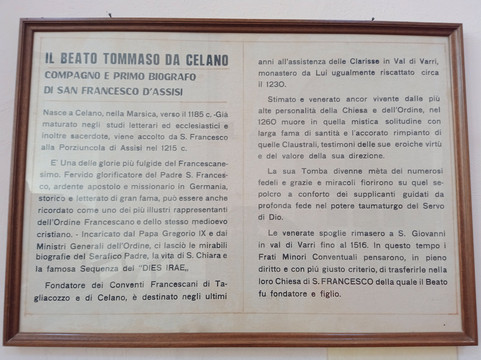 IL BEATO TOMMASO DA CELANO
COMPAGNO E PRIMO BIOGRAFO
DI SAN FRANCESCO D'ASSISI
Nasce a Celano, nella Marsica, verso il 1185 c. -Già
maturato negli studi letterari ed ecclesiastici e
inoltre sacerdote, viene accolto da S. Francesco
alla Porziuncola di Assisi nel 1215 c.
E' Una delle glorie più fulgide del Francescane-
simo. Fervido glorificatore del Padre S. Frances-
co, ardente apostolo e missionario in Germania,
storico e letterato di gran fama, può essere anche
ricordato come uno dei più illustri rappresentanti
dell'Ordine Francescano e dello stesso medioevo
cristiano. - Incaricato dal Papa Gregorio IX e dai
Ministri Generali dell'Ordine, ci lasciò le mirabili
biografie del Serafico Padre, la vita di S. Chiara e
la famosa Sequenza del "DIES IRAE,,
Fondatore dei Conventi Francescani di Ta-
gliacozzo e di Celano, è destinato negli ultimi
anni all'assistenza delle Clarisse in Val di Varri,
monastero da Lui ugualmente riscattato circa
il 1230.
Stimato e venerato ancor vivente dalle più
alte personalità della Chiesa e dell'Ordine, nel
1260 muore in quella mistica solitudine con
larga fama di santità e l'accorato rimpianto di
quelle Claustrali, testimoni delle sue eroiche virtù
e del valore della sua direzione.
La sua Tomba divenne mèta dei numerosi
fedeli e grazie e miracoli fiorirono su quel se-
polcro a conforto dei supplicanti guidati da
profonda fede nel potere taumaturgo del Servo
di Dio.
Le venerate spoglie rimasero a S. Giovanni
in val di Varri fino al 1516. In questo tempo i
Frati Minori Conventuali pensarono, in pieno
diritto e con più giusto criterio, di trasferirle nella
loro Chiesa di S. FRANCESCO della quale il Beato
fu fondatore e figlio.